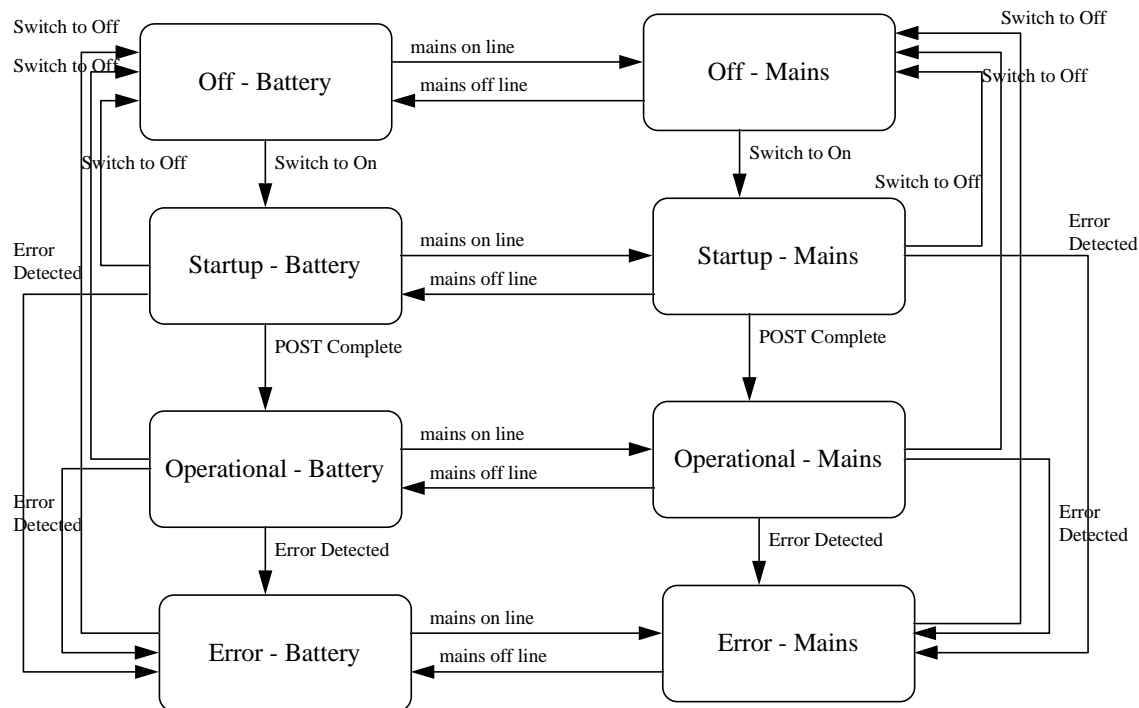 Switch to Off
Switch to Off
mains on line
Switch to Off
Off - Battery
Off - Mains
Switch to Off
mains off line
Switch to Off
Switch to On
Switch to On
Switch to Off
Error
Detected
mains on line
Error
Detected
Startup - Battery
Startup - Mains
mains off line
POST Complete
POST Complete
mains on line
Operational - Battery
Operational - Mains
mains off line
Error
Detected
Error
Detected
Error Detected
Error Detected
mains on line
Error - Battery
Error - Mains
mains off line